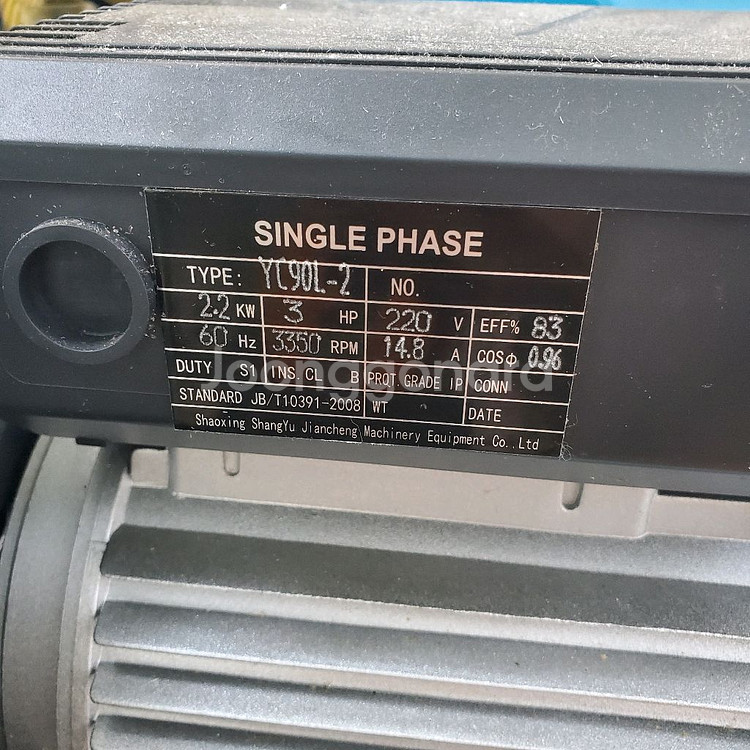 SINGLE PHASE
TYPE: YC90L-2 NO.
2.2 KW 3 HP 220 V EFF% 83
60 Hz 3350 RPM 14.8 A COSΦ 0.96
DUTY S1 INS.CL B PROT.GRADE IP CONN
STANDARD JB/T10391-2008 WT DATE
Shaoxing ShangYu Jiancheng Machinery Equipment Co.,Ltd
Joonggonara